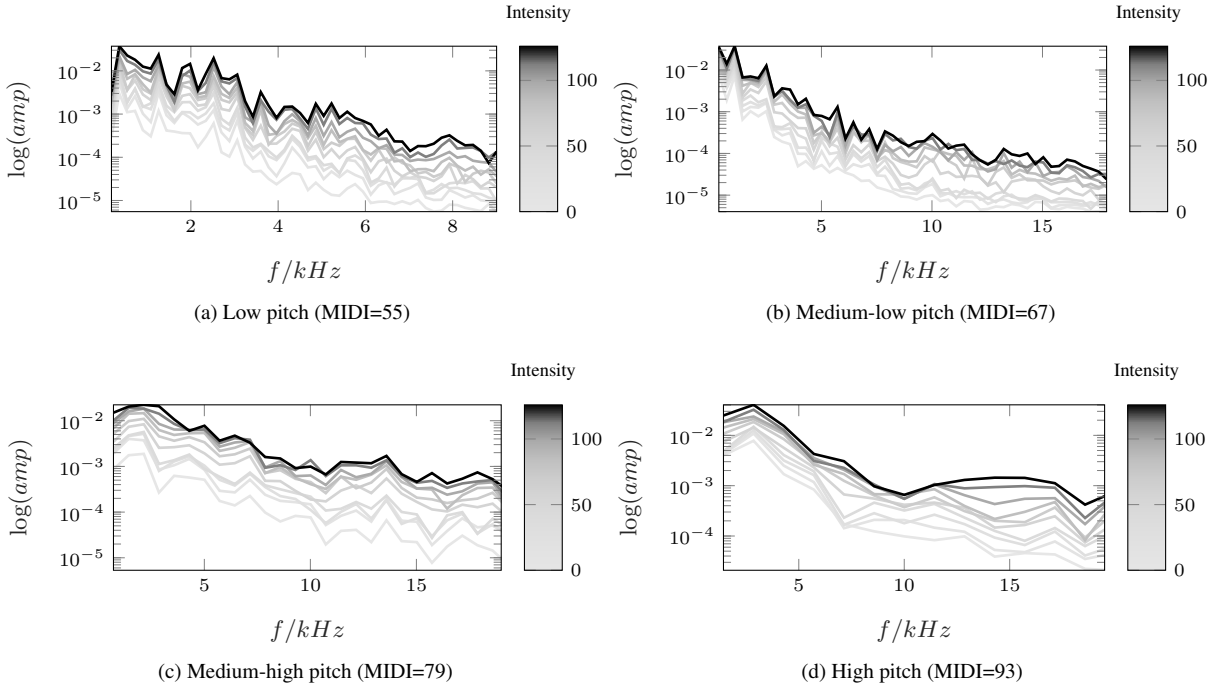 Intensity
Intensity
10⁻²
10⁻³
10⁻⁴
10⁻⁵
log(amp)
2
4
6
8
f/kHz
100
50
0
(a) Low pitch (MIDI=55)
10⁻²
10⁻³
10⁻⁴
10⁻⁵
log(amp)
5
10
15
f/kHz
100
50
0
(b) Medium-low pitch (MIDI=67)
Intensity
Intensity
10⁻²
10⁻³
10⁻⁴
10⁻⁵
log(amp)
5
10
15
f/kHz
100
50
0
(c) Medium-high pitch (MIDI=79)
10⁻²
10⁻³
10⁻⁴
log(amp)
5
10
15
f/kHz
100
50
0
(d) High pitch (MIDI=93)